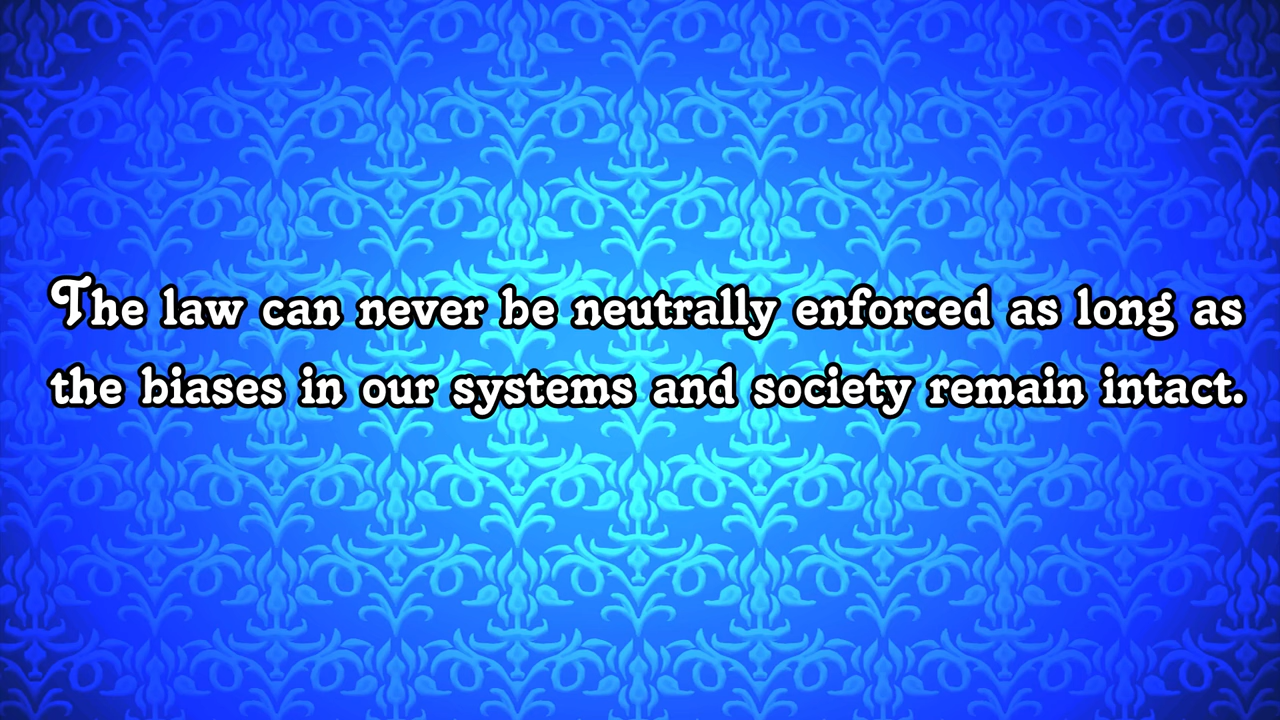 The law can never be neutrally enforced as long as
the biases in our systems and society remain intact.